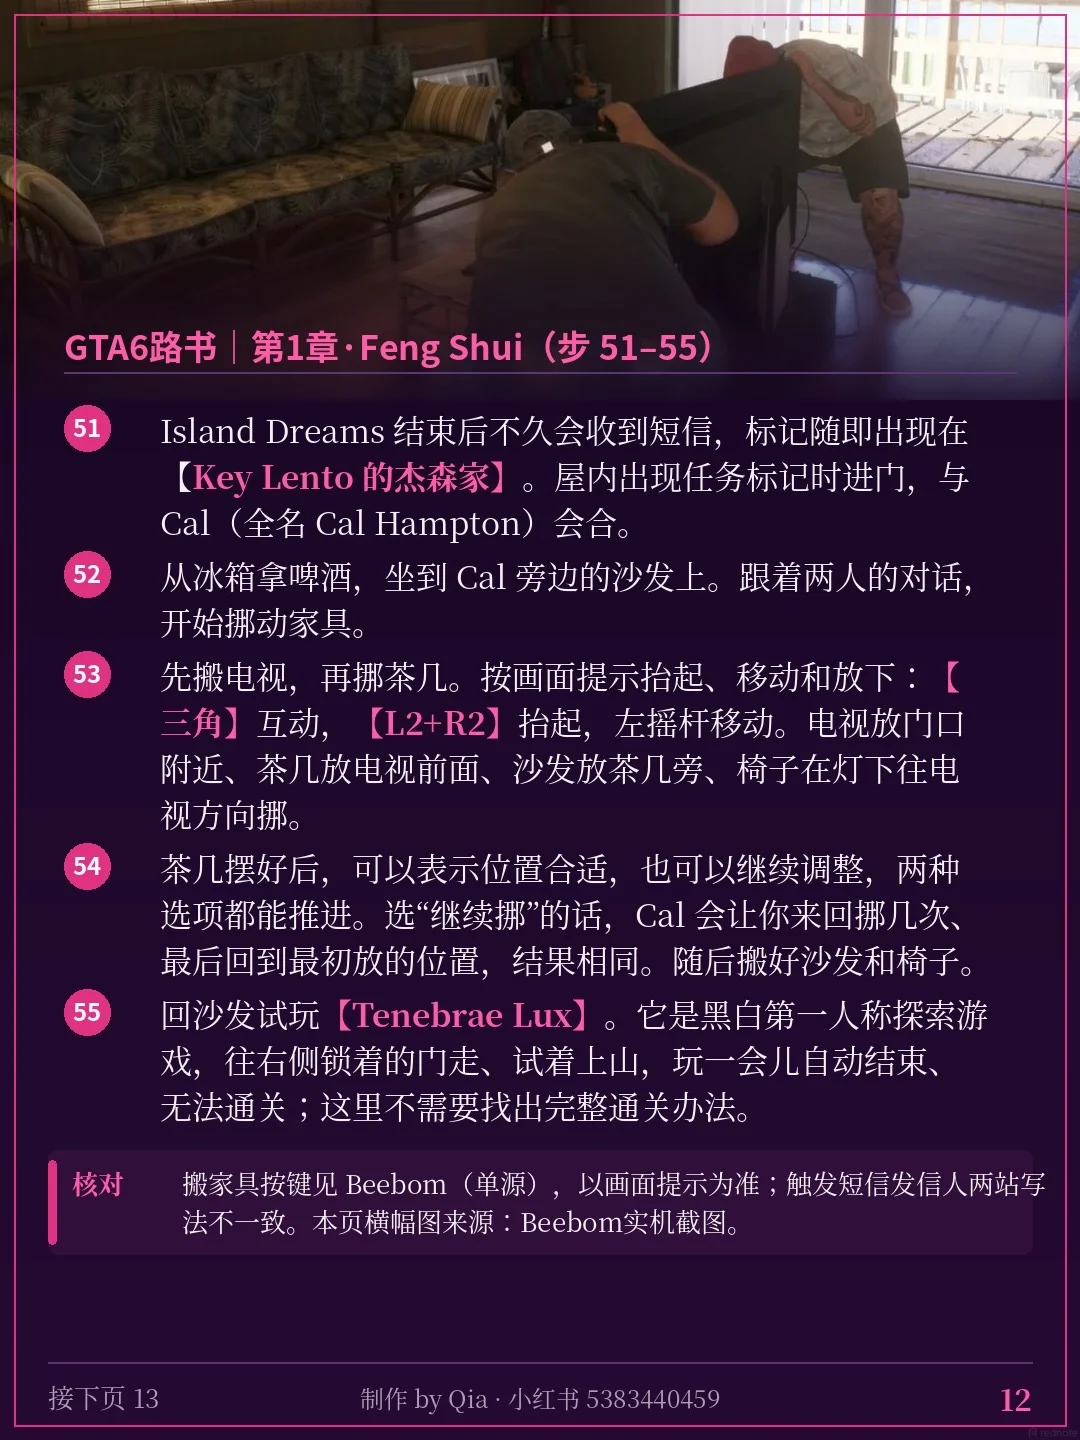 GTA6路书｜第1章·Feng Shui（步 51–55）
51
Island Dreams 结束后不久会收到短信，标记随即出现在
【Key Lento 的杰森家】。屋内出现任务标记时进门，与
Cal（全名 Cal Hampton）会合。
52
从冰箱拿啤酒，坐到 Cal 旁边的沙发上。跟着两人的对话，
开始挪动家具。
53
先搬电视，再挪茶几。按画面提示抬起、移动和放下：【
三角】互动，【L2+R2】抬起，左摇杆移动。电视放门口
附近、茶几放电视前面、沙发放茶几旁、椅子在灯下往电
视方向挪。
54
茶几摆好后，可以表示位置合适，也可以继续调整，两种
选项都能推进。选“继续挪”的话，Cal 会让你来回挪几次、
最后回到最初放的位置，结果相同。随后搬好沙发和椅子。
55
回沙发试玩【Tenebrae Lux】。它是黑白第一人称探索游
戏，往右侧锁着的门走、试着上山，玩一会儿自动结束、
无法通关；这里不需要找出完整通关办法。
核对
搬家具按键见 Beebom（单源），以画面提示为准；触发短信发信人两站写
法不一致。本页横幅图来源：Beebom实机截图。
接下页 13
制作 by Qia · 小红书 5383440459
12
rednote